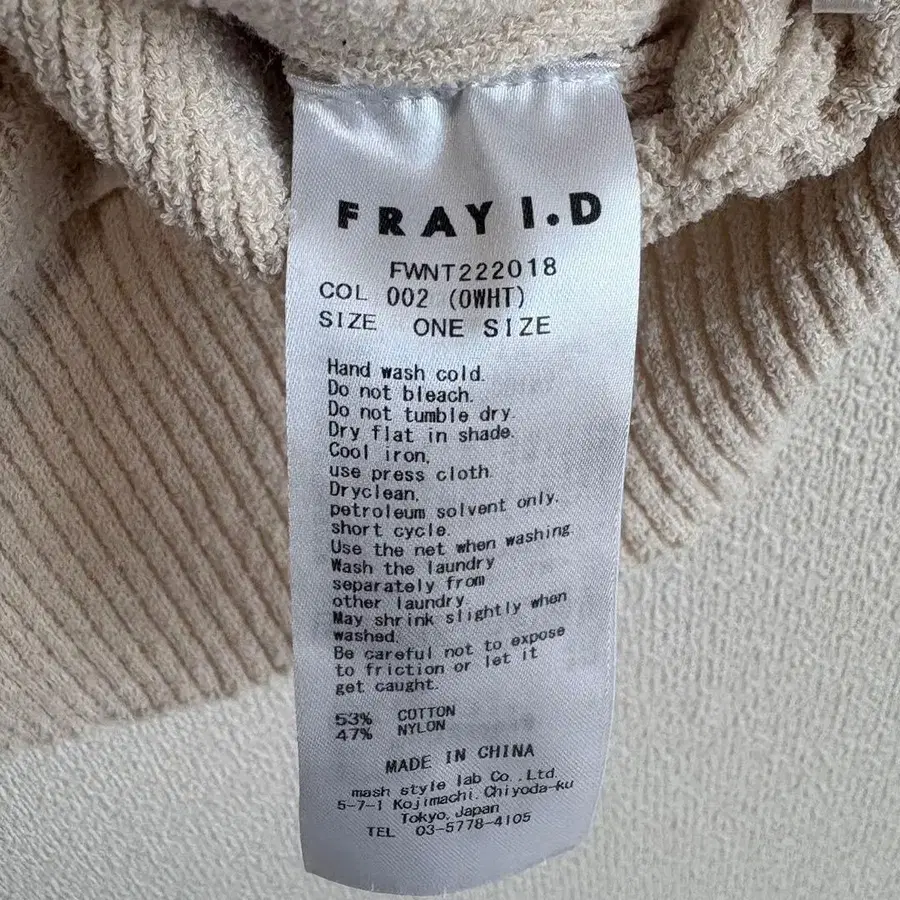 FRAY I.D
FWNT222018
COL 002 (OWHT)
SIZE ONE SIZE
Hand wash cold.
Do not bleach.
Do not tumble dry.
Dry flat in shade.
Cool iron,
use press cloth.
Dryclean,
petroleum solvent only.
short cycle.
Use the net when washing.
Wash the laundry
separately from
other laundry.
May shrink slightly when
washed.
Be careful not to expose
to friction or let it
get caught.
53% COTTON
47% NYLON
MADE IN CHINA
mash style lab Co.,Ltd.
5-7-1 Kojimachi, Chiyoda-ku
Tokyo, Japan
TEL 03-5778-4105